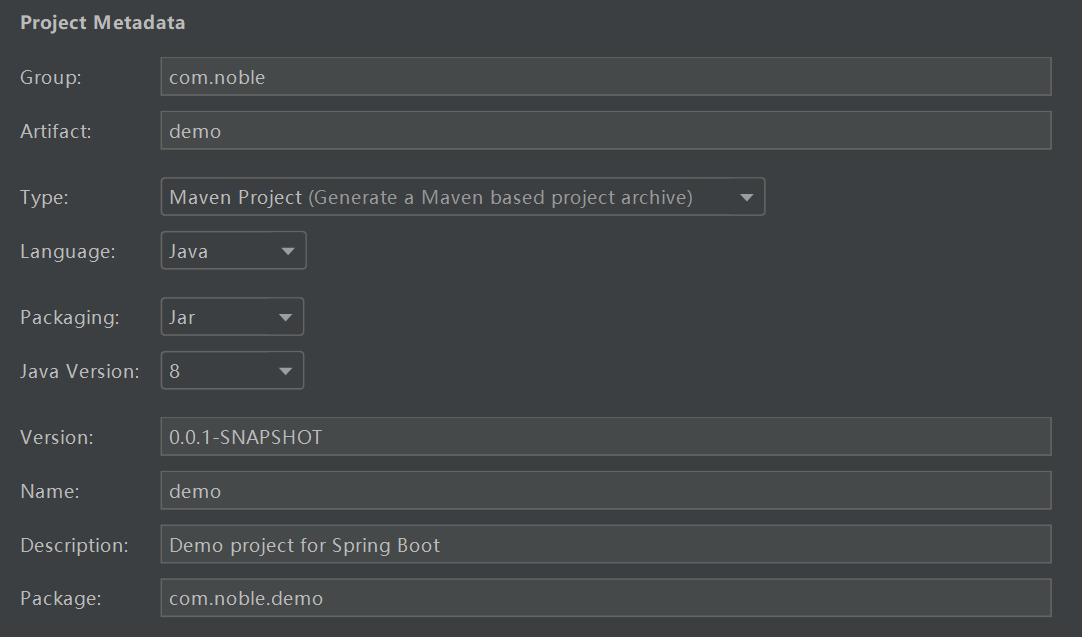 Project Metadata
Group: com.noble
Artifact: demo
Type: Maven Project (Generate a Maven based project archive)
Language: Java
Packaging: Jar
Java Version: 8
Version: 0.0.1-SNAPSHOT
Name: demo
Description: Demo project for Spring Boot
Package: com.noble.demo